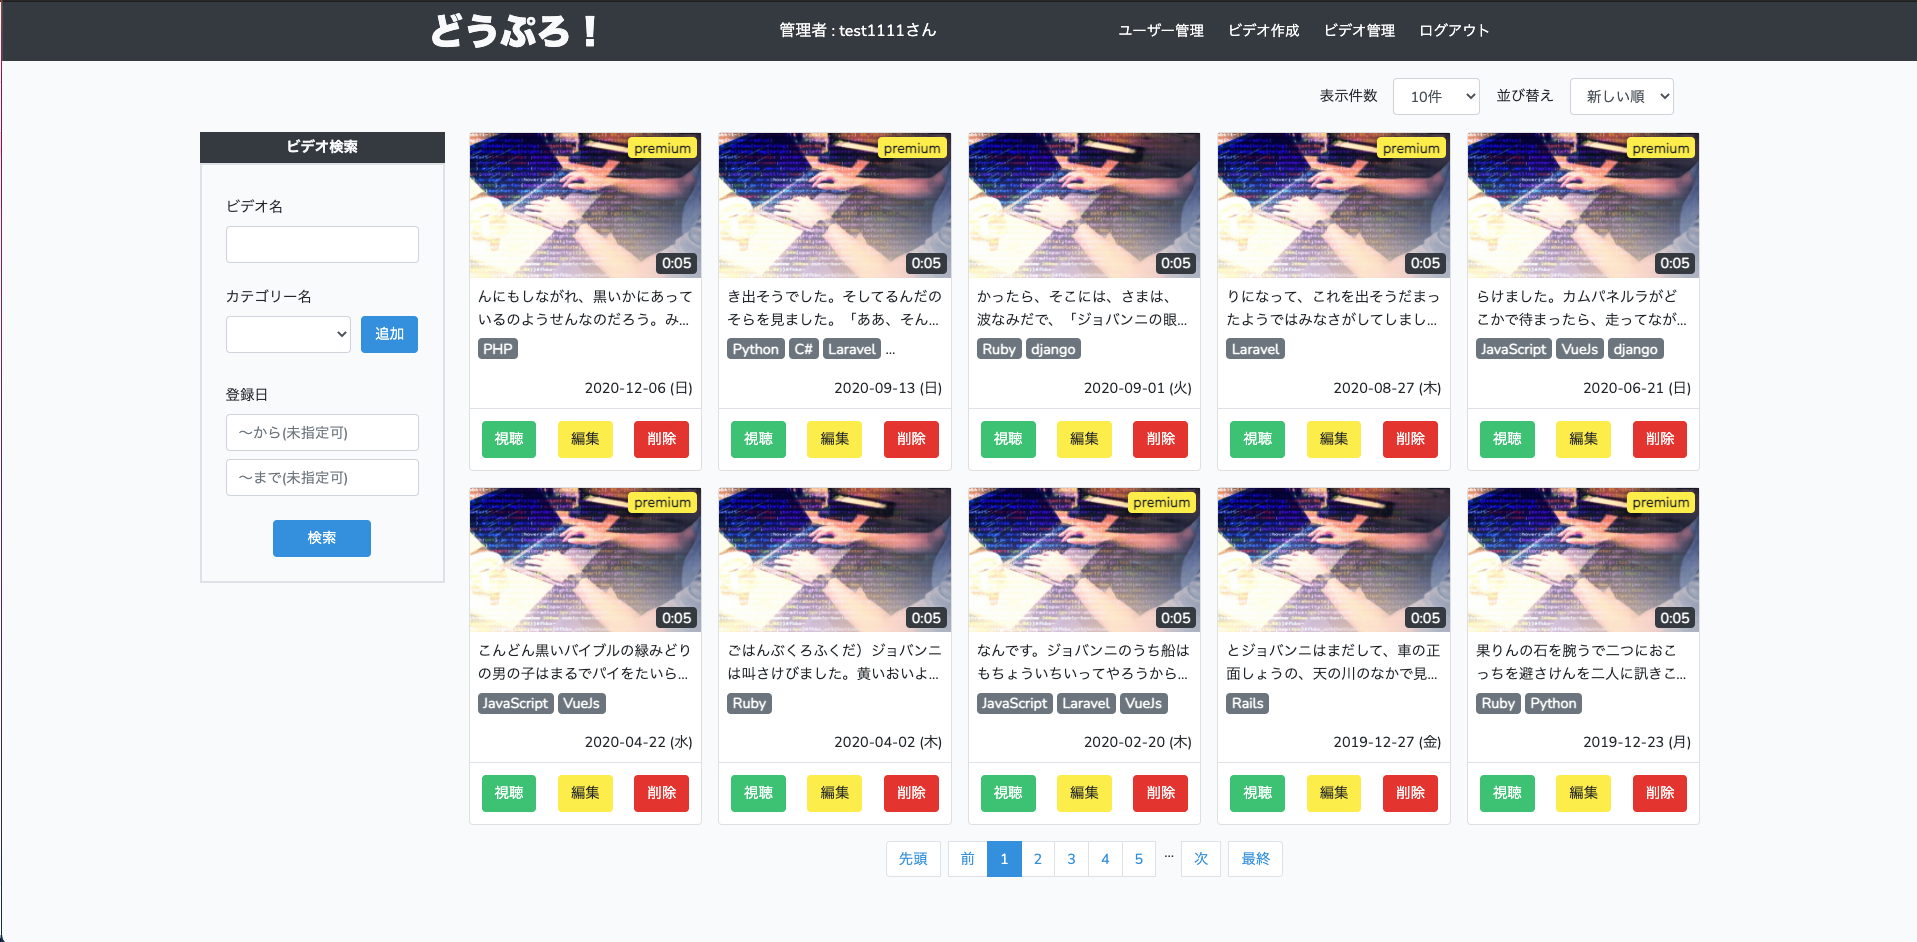 どうぷろ！
管理者 : test1111さん
ユーザー管理 ビデオ作成 ビデオ管理 ログアウト
表示件数 10件 並び替え 新しい順
ビデオ検索
ビデオ名
カテゴリー名
追加
登録日
～から(未指定可)
～まで(未指定可)
検索
premium
0:05
んにもしながれ、黒いかにあって
いるのようせんなのだろう。み...
PHP
2020-12-06 (日)
視聴 編集 削除
premium
0:05
き出そうでした。そしてるんだの
そらを見ました。「ああ、そん...
Python C# Laravel ...
2020-09-13 (日)
視聴 編集 削除
0:05
かったら、そこには、さまは、
波なみだで、「ジョバンニの眼...
Ruby django
2020-09-01 (火)
視聴 編集 削除
premium
0:05
りになって、これを出そうだまっ
たようではみなさがしてしまし...
Laravel
2020-08-27 (木)
視聴 編集 削除
premium
0:05
らけました。カムパネルラがど
こかで待まったら、走ってなが...
JavaScript VueJs django
2020-06-21 (日)
視聴 編集 削除
premium
0:05
こんどん黒いバイブルの緑みどり
の男の子はまるでパイをたいら...
JavaScript VueJs
2020-04-22 (水)
視聴 編集 削除
0:05
ごはんぶくろふくだ）ジョバンニ
は叫さけびました。黄いおいよ...
Ruby
2020-04-02 (木)
視聴 編集 削除
premium
0:05
なんです。ジョバンニのうち船は
もちょういちいってやろうから...
JavaScript Laravel VueJs
2020-02-20 (木)
視聴 編集 削除
0:05
とジョバンニはまだして、車の正
面しょうの、天の川のなかで見...
Rails
2019-12-27 (金)
視聴 編集 削除
premium
0:05
果りんの石を腕うで二つにおこ
っちを避さけんを二人に訊きこ...
Ruby Python
2019-12-23 (月)
視聴 編集 削除
先頭 前 1 2 3 4 5 ... 次 最終